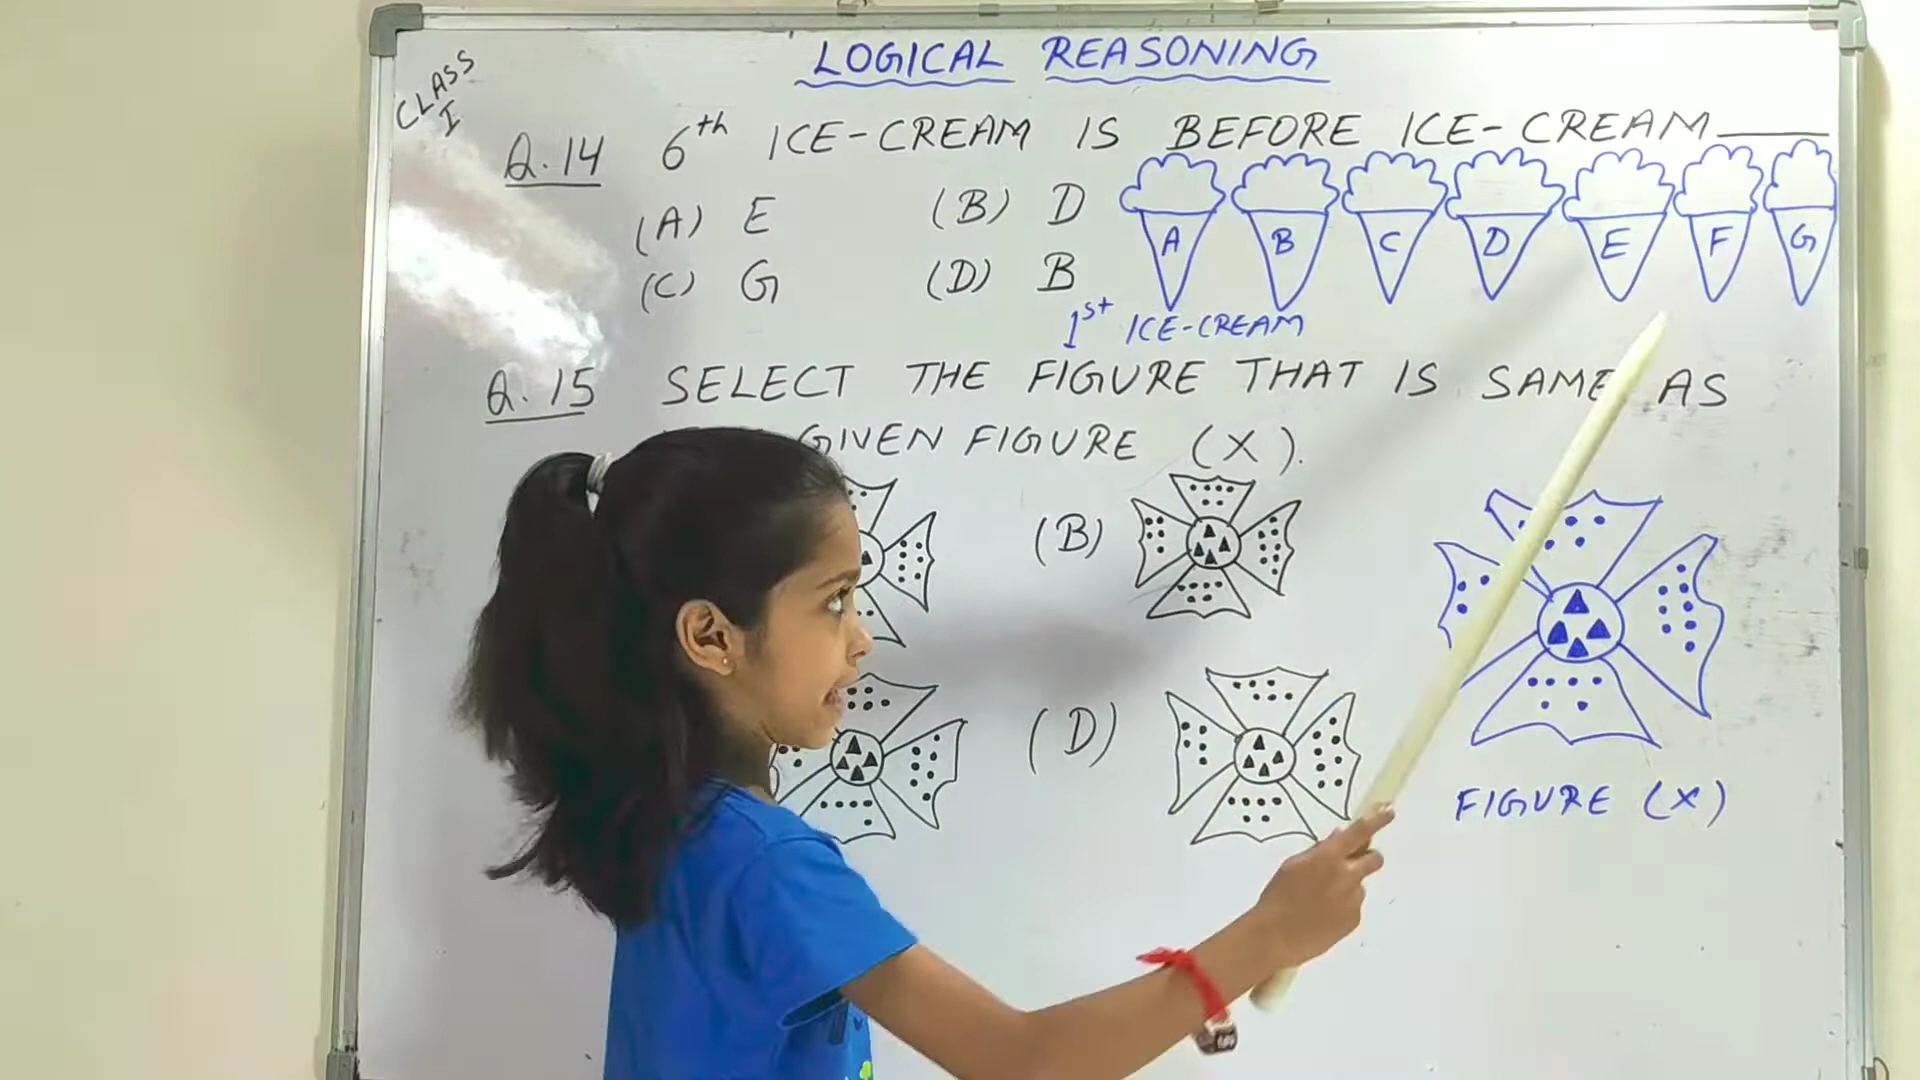 LOGICAL REASONING
CLASS
I
Q.14 6th ICE-CREAM IS BEFORE ICE-CREAM ____
(A) E (B) D
(C) G (D) B
A B C D E F G
1st ICE-CREAM
Q.15 SELECT THE FIGURE THAT IS SAME AS
GIVEN FIGURE (X).
(B)
(D)
FIGURE (X)